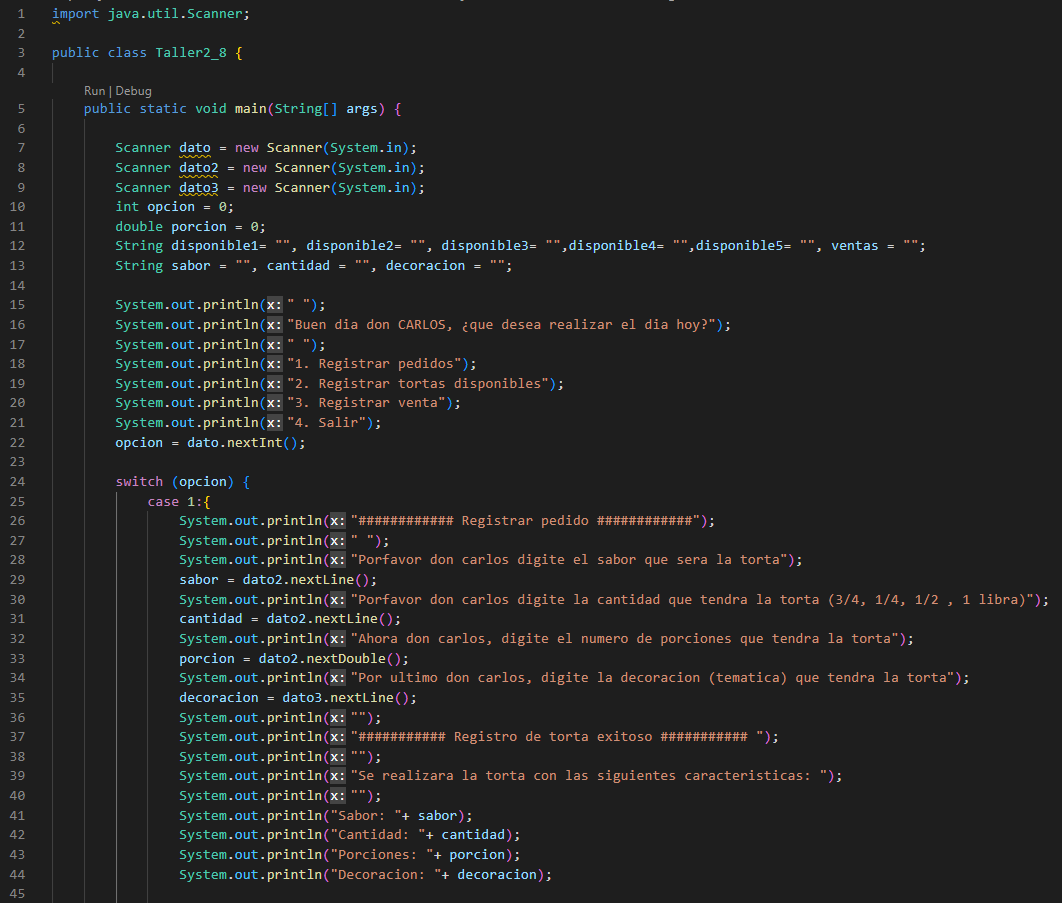 1 import java.util.Scanner;
2
3 public class Taller2_8 {
4
Run | Debug
5 public static void main(String[] args) {
6
7 Scanner dato = new Scanner(System.in);
8 Scanner dato2 = new Scanner(System.in);
9 Scanner dato3 = new Scanner(System.in);
10 int opcion = 0;
11 double porcion = 0;
12 String disponible1= "", disponible2= "", disponible3= "",disponible4= "",disponible5= "", ventas = "";
13 String sabor = "", cantidad = "", decoracion = "";
14
15 System.out.println(x: " ");
16 System.out.println(x: "Buen dia don CARLOS, ¿que desea realizar el dia hoy?");
17 System.out.println(x: " ");
18 System.out.println(x: "1. Registrar pedidos");
19 System.out.println(x: "2. Registrar tortas disponibles");
20 System.out.println(x: "3. Registrar venta");
21 System.out.println(x: "4. Salir");
22 opcion = dato.nextInt();
23
24 switch (opcion) {
25 case 1:{
26 System.out.println(x: "############ Registrar pedido ############");
27 System.out.println(x: " ");
28 System.out.println(x: "Porfavor don carlos digite el sabor que sera la torta");
29 sabor = dato2.nextLine();
30 System.out.println(x: "Porfavor don carlos digite la cantidad que tendra la torta (3/4, 1/4, 1/2 , 1 libra)");
31 cantidad = dato2.nextLine();
32 System.out.println(x: "Ahora don carlos, digite el numero de porciones que tendra la torta");
33 porcion = dato2.nextDouble();
34 System.out.println(x: "Por ultimo don carlos, digite la decoracion (tematica) que tendra la torta");
35 decoracion = dato3.nextLine();
36 System.out.println(x: "");
37 System.out.println(x: "########### Registro de torta exitoso ########### ");
38 System.out.println(x: "");
39 System.out.println(x: "Se realizara la torta con las siguientes caracteristicas: ");
40 System.out.println(x: "");
41 System.out.println("Sabor: "+ sabor);
42 System.out.println("Cantidad: "+ cantidad);
43 System.out.println("Porciones: "+ porcion);
44 System.out.println("Decoracion: "+ decoracion);
45